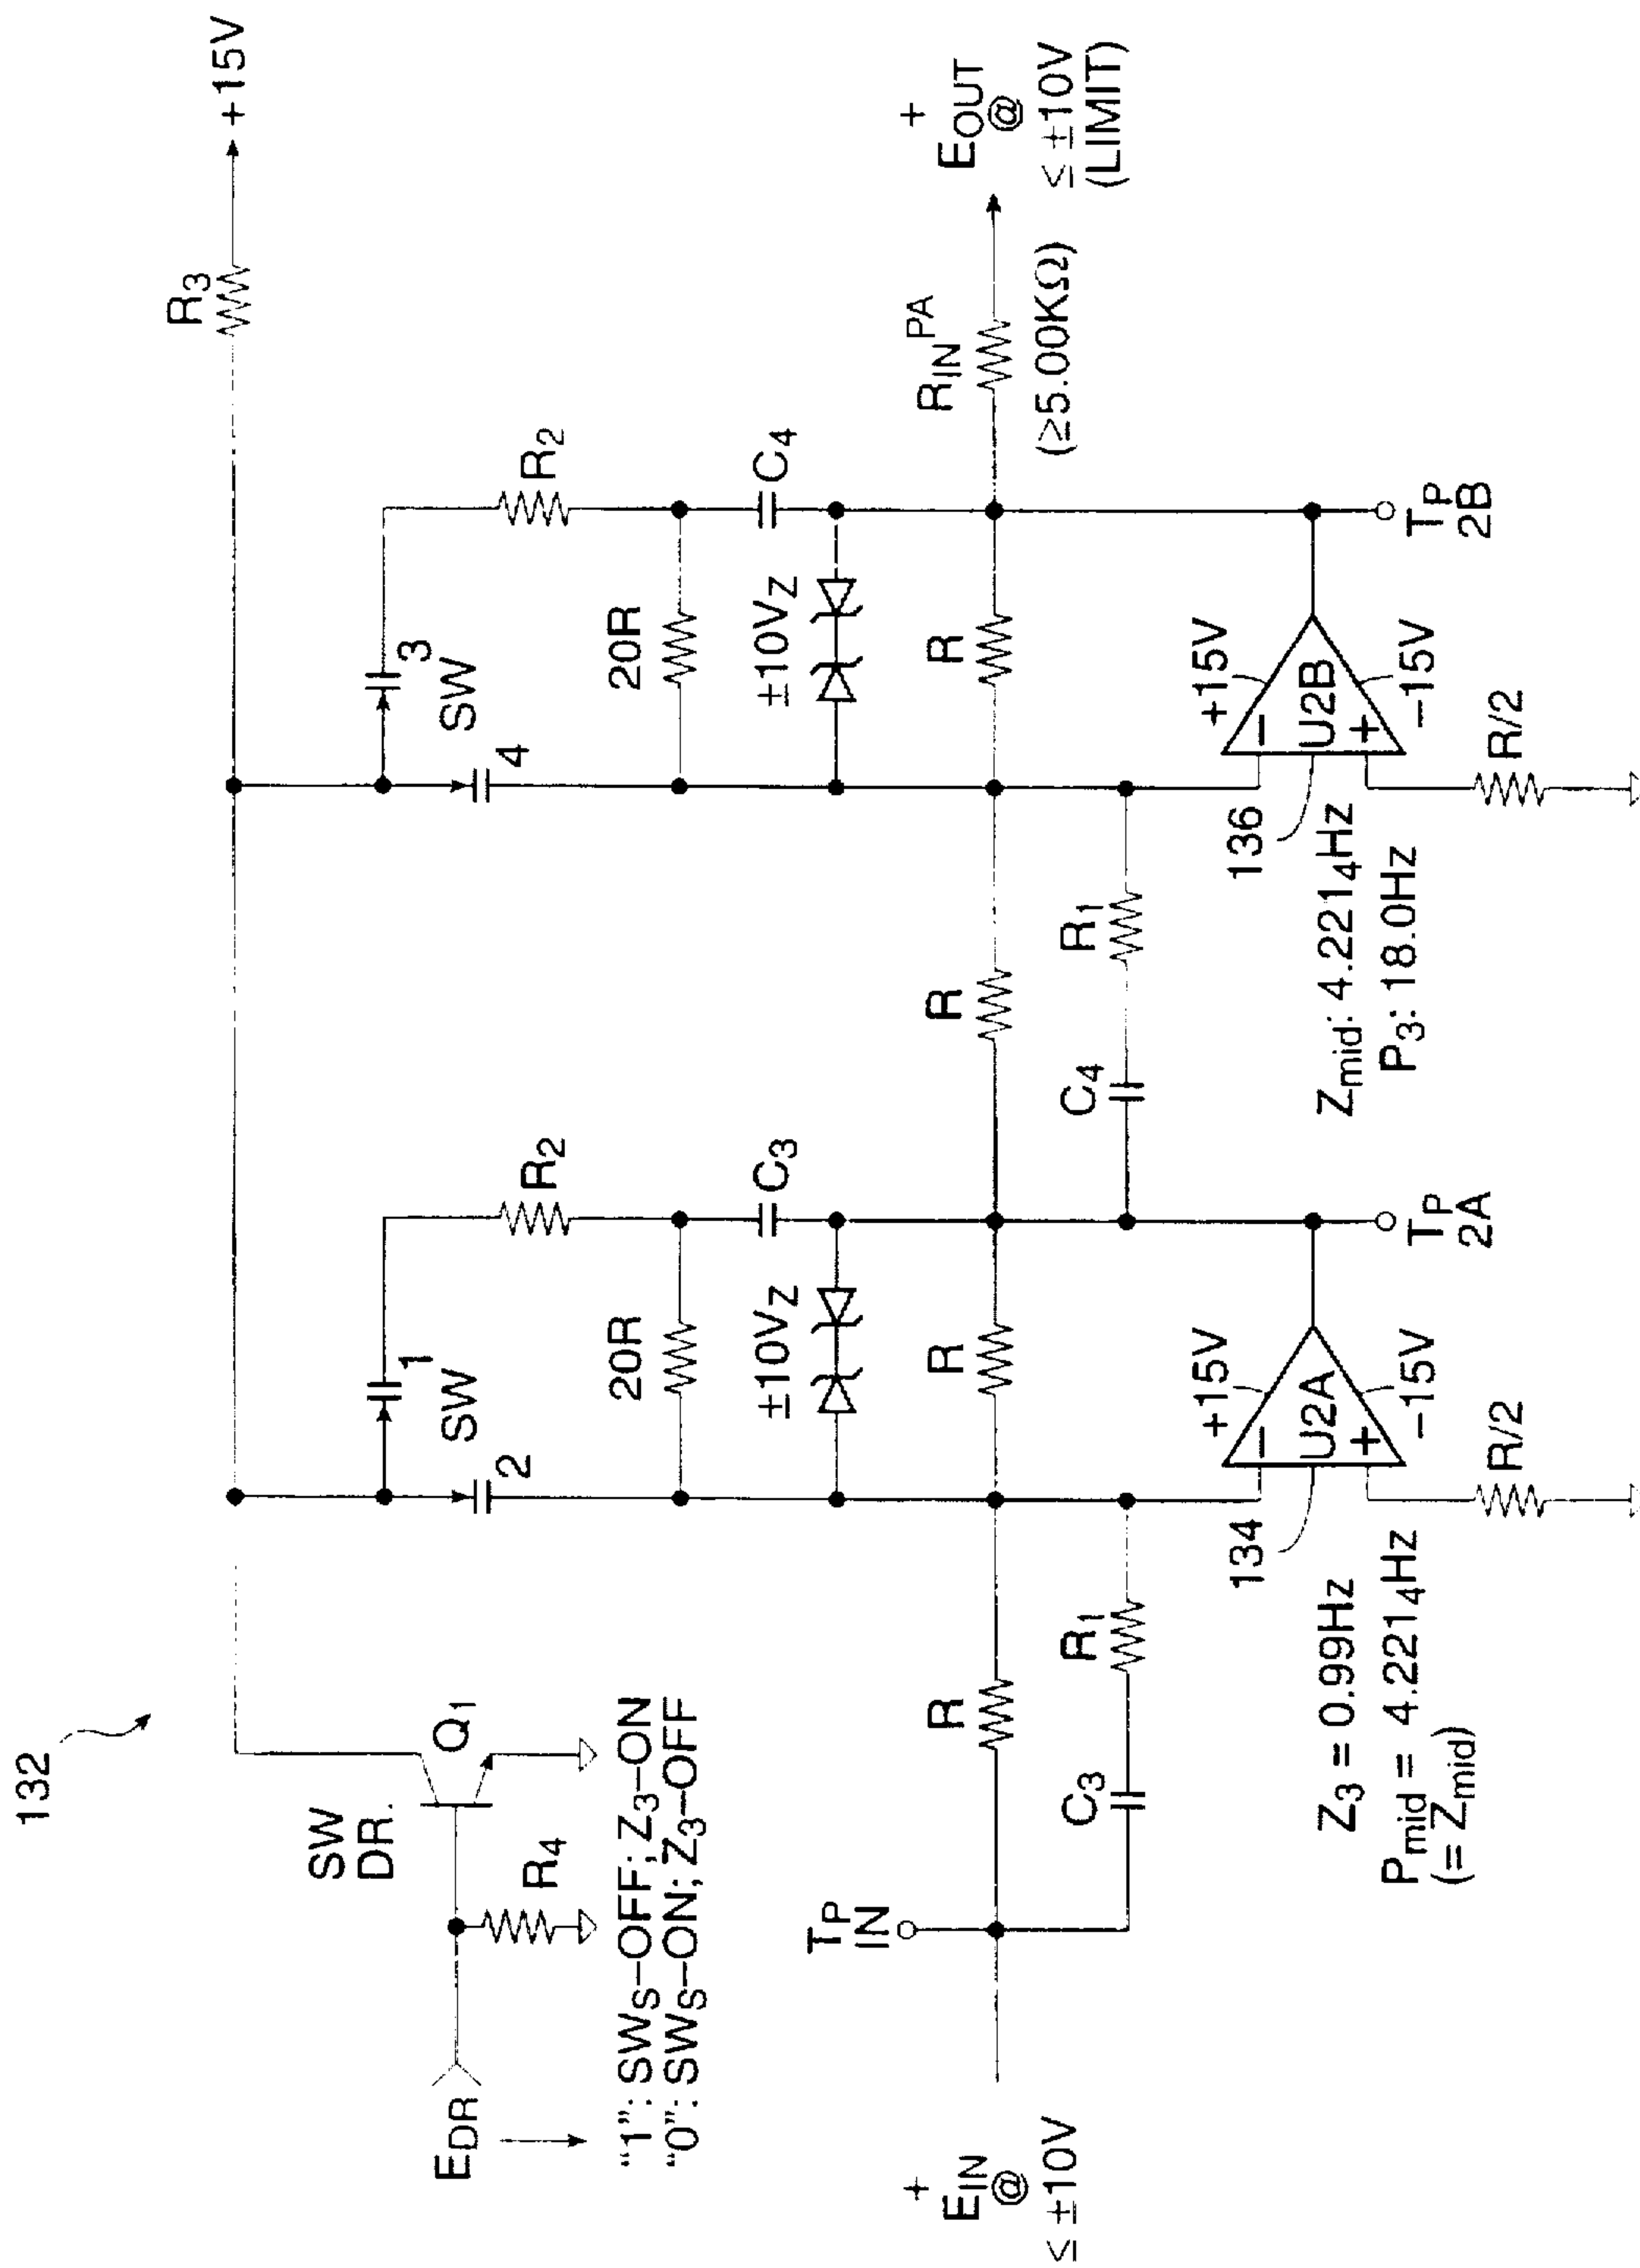 132
SW
DR.
Q1
R4
EDR
"1": SWS–OFF; Z3–ON
"0": SWS–ON; Z3–OFF
R3
+15V
1
SW
2
R2
20R
C3
±10VZ
3
SW
4
R2
20R
C4
±10VZ
+
EIN
@
≤ ±10V
TP
IN
R
C3
R1
R
R
C4
R1
R
RINPA
(≥5.00KΩ)
+
EOUT
@
≤ ±10V
(LIMIT)
134
+15V
−
U2A
+
−15V
R/2
TP
2A
Z3 = 0.99Hz
Pmid = 4.2214Hz
(= Zmid)
136
+15V
−
U2B
+
−15V
R/2
TP
2B
Zmid: 4.2214Hz
P3: 18.0Hz